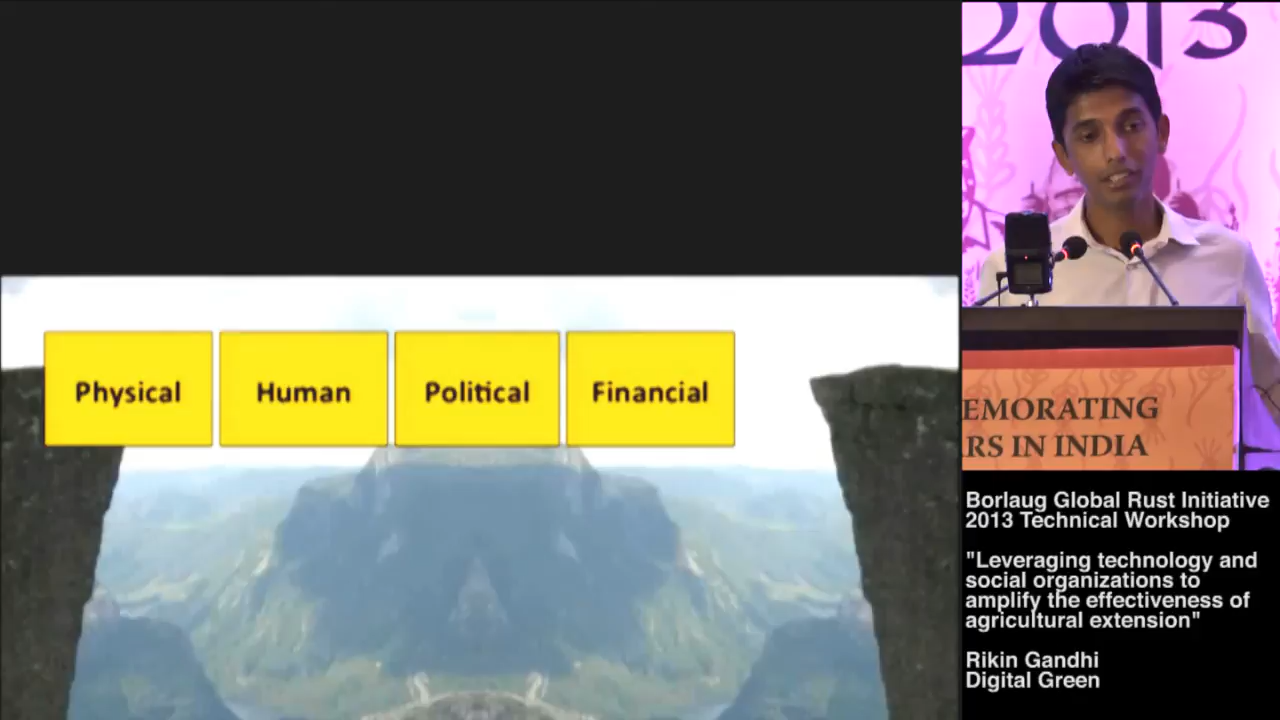 2013
Physical
Human
Political
Financial
EMORATING
RS IN INDIA
Borlaug Global Rust Initiative
2013 Technical Workshop
"Leveraging technology and
social organizations to
amplify the effectiveness of
agricultural extension"
Rikin Gandhi
Digital Green